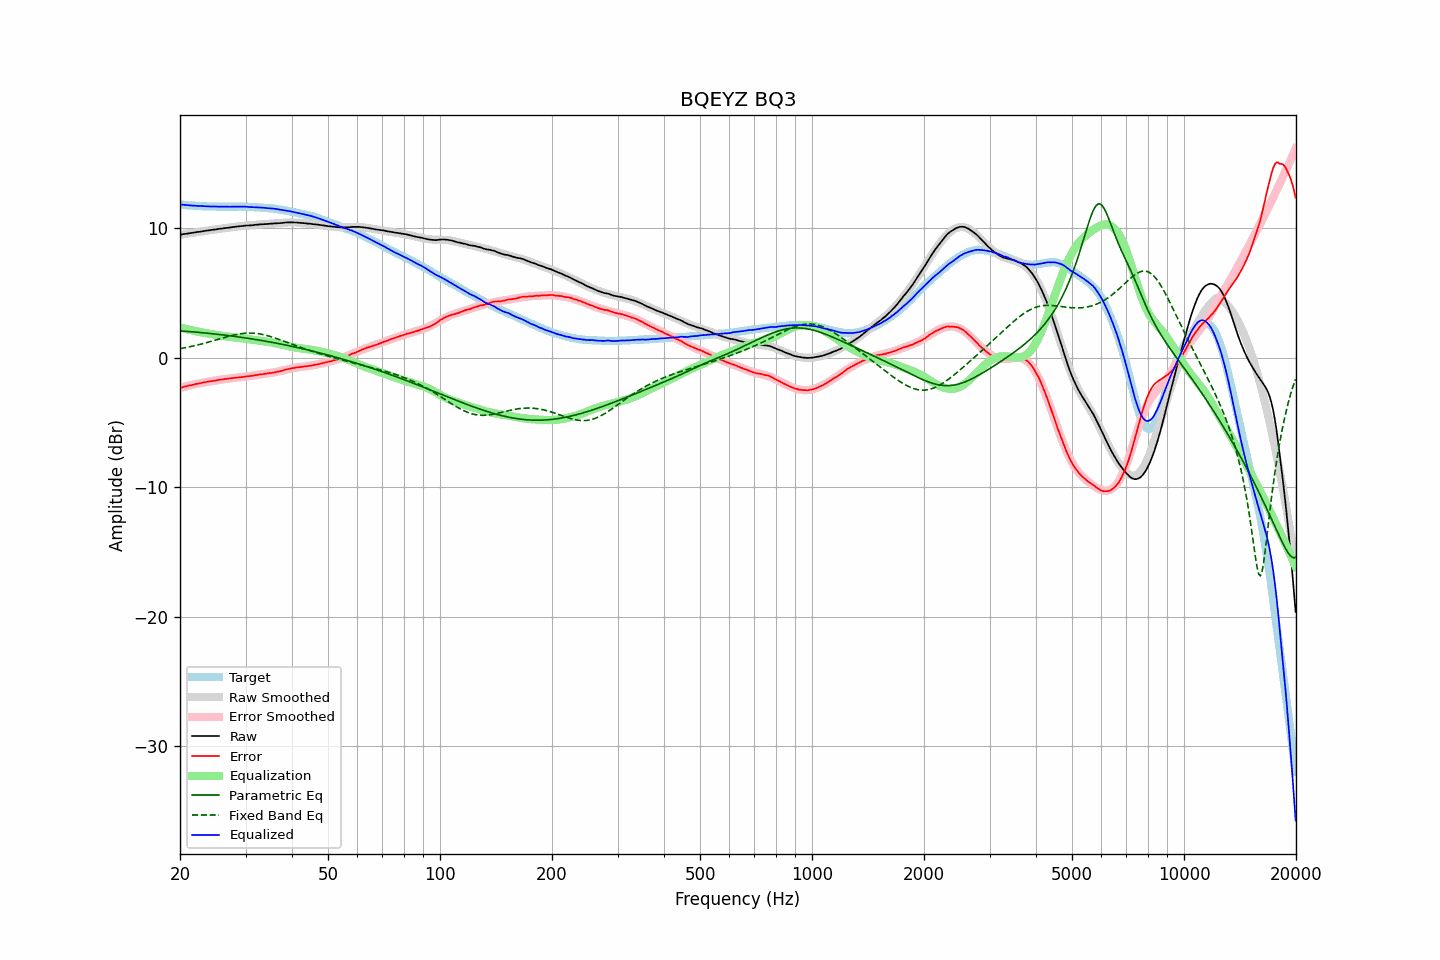 BQEYZ BQ3
10
0
−10
−20
−30
Amplitude (dBr)
Target
Raw Smoothed
Error Smoothed
Raw
Error
Equalization
Parametric Eq
Fixed Band Eq
Equalized
20 50 100 200 500 1000 2000 5000 10000 20000
Frequency (Hz)